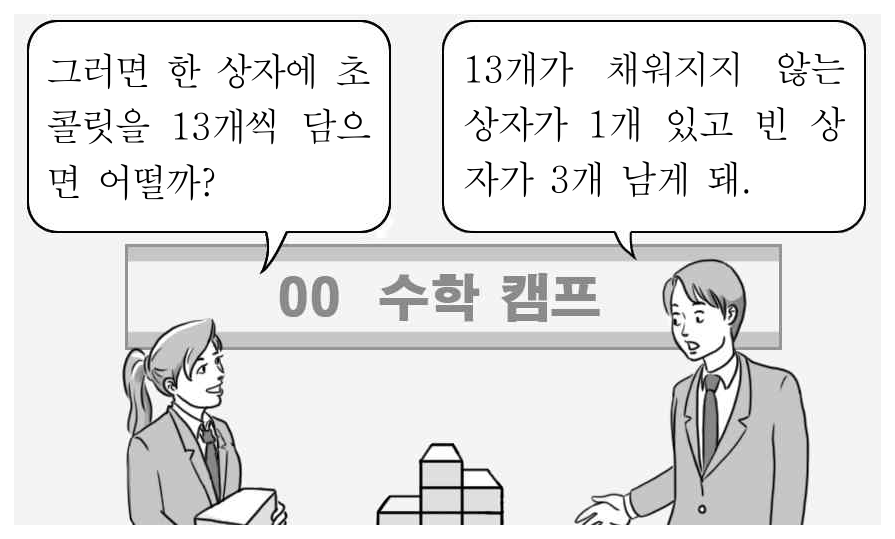 그러면 한 상자에 초
콜릿을 13개씩 담으
면 어떨까?
13개가 채워지지 않는
상자가 1개 있고 빈 상
자가 3개 남게 돼.
00 수학 캠프